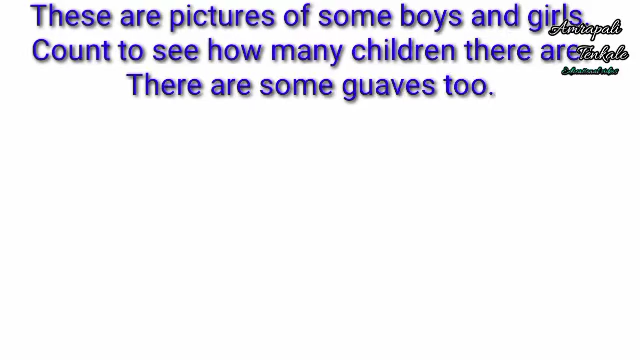 These are pictures of some boys and girls.
Count to see how many children there are.
There are some guaves too.
Amrapali
Tenkale